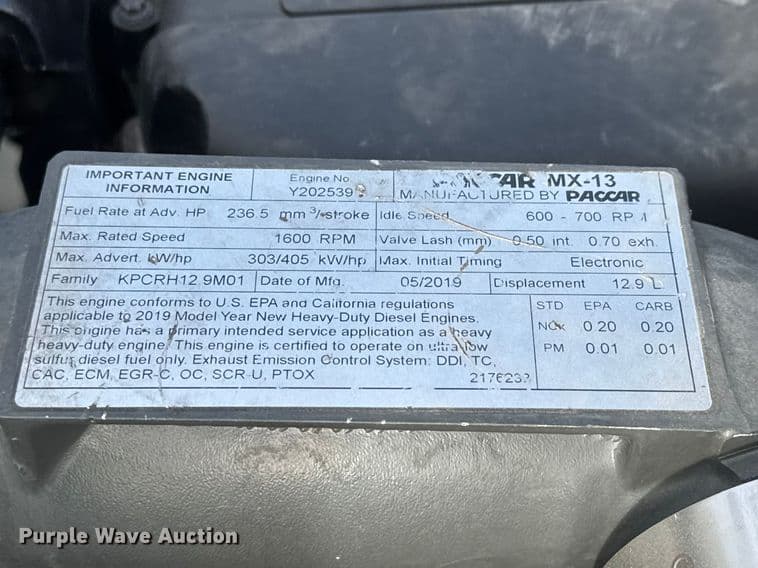 IMPORTANT ENGINE INFORMATION
Engine No.
Y202539
MX-13
MANUFACTURED BY PACCAR
Fuel Rate at Adv. HP 236.5 mm³/stroke
Idle Speed 600 - 700 RPM
Max. Rated Speed 1600 RPM
Valve Lash (mm) 0.50 int. 0.70 exh.
Max. Advert. kW/hp 303/405 kW/hp
Max. Initial Timing Electronic
Family KPCRH12.9M01
Date of Mfg. 05/2019
Displacement 12.9 L
This engine conforms to U.S. EPA and California regulations
applicable to 2019 Model Year New Heavy-Duty Diesel Engines.
This engine has a primary intended service application as a heavy
heavy-duty engine. This engine is certified to operate on ultra low
sulfur diesel fuel only. Exhaust Emission Control System: DDI, TC,
CAC, ECM, EGR-C, OC, SCR-U, PTOX
STD EPA CARB
NOx 0.20 0.20
PM 0.01 0.01
Purple Wave Auction